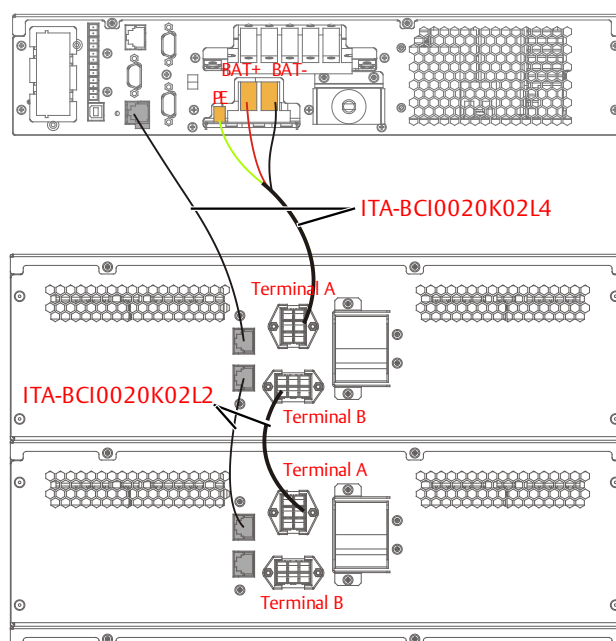 BAT+ BAT-
PE
ITA-BCI0020K02L4
Terminal A
ITA-BCI0020K02L2
Terminal B
Terminal A
Terminal B